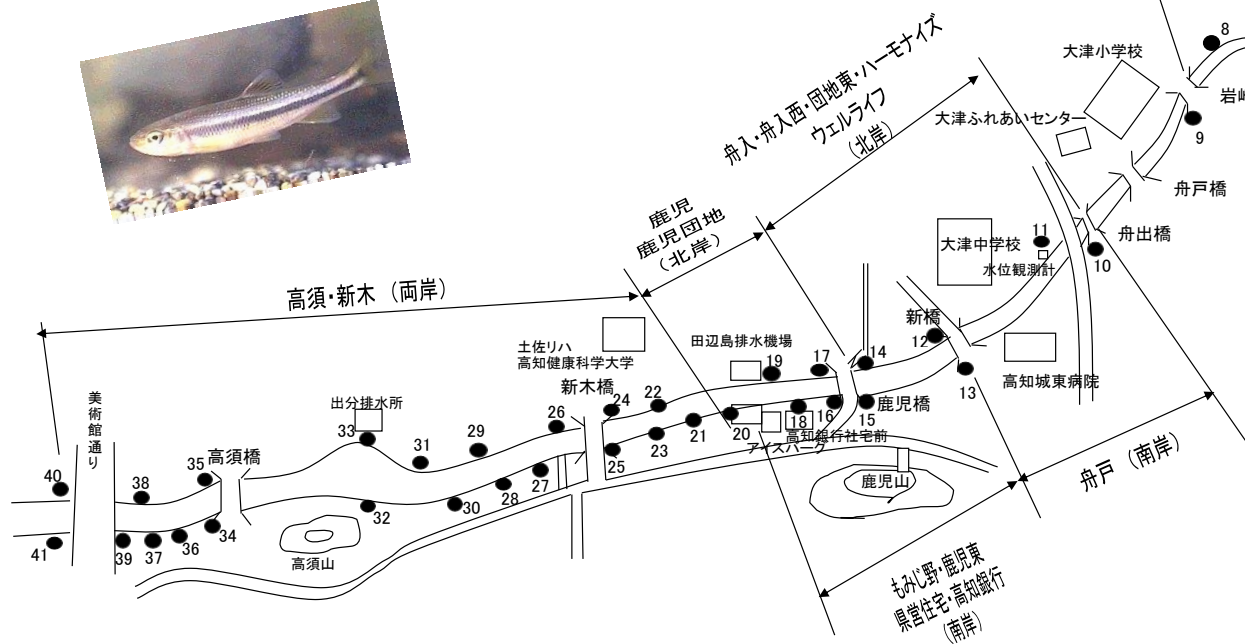 8
大津小学校
岩
9
大津ふれあいセンター
舟戸橋
舟入・舟入西・団地東・ハーモナイズ
ウェルライフ
(北岸)
11
大津中学校
水位観測計
舟出橋
10
鹿児
鹿児団地
(北岸)
高須・新木 (両岸)
新橋
12
13
高知城東病院
土佐リハ
高知健康科学大学
田辺島排水機場
19
17
14
新木橋
24
22
26
25
23
21
20
18
16
15
鹿児橋
高知銀行社宅前
アイスパーク
鹿児山
舟戸 (南岸)
もみじ野・鹿児東
県営住宅・高知銀行
(南岸)
出分排水所
33
31
29
27
28
30
32
美術館通り
高須橋
35
38
40
41
39
37
36
34
高須山